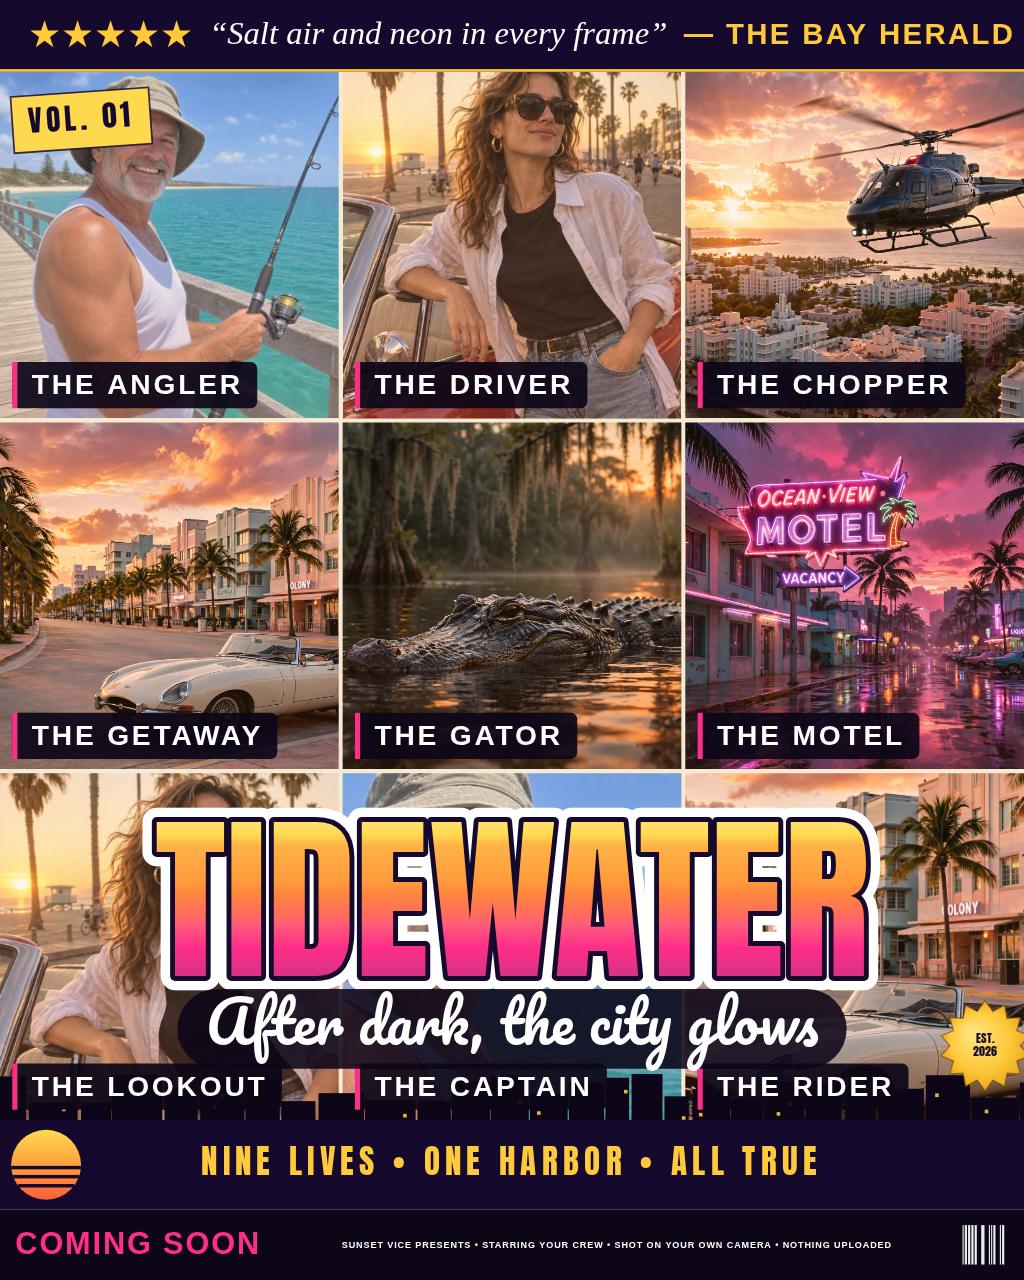 ★★★★★ “Salt air and neon in every frame” — THE BAY HERALD
VOL. 01
THE ANGLER
THE DRIVER
THE CHOPPER
COLONY
THE GETAWAY
THE GATOR
OCEAN·VIEW·
MOTEL
VACANCY
THE MOTEL
COLONY
TIDEWATER
After dark, the city glows
EST.
2026
THE LOOKOUT
THE CAPTAIN
THE RIDER
NINE LIVES • ONE HARBOR • ALL TRUE
COMING SOON
SUNSET VICE PRESENTS • STARRING YOUR CREW • SHOT ON YOUR OWN CAMERA • NOTHING UPLOADED